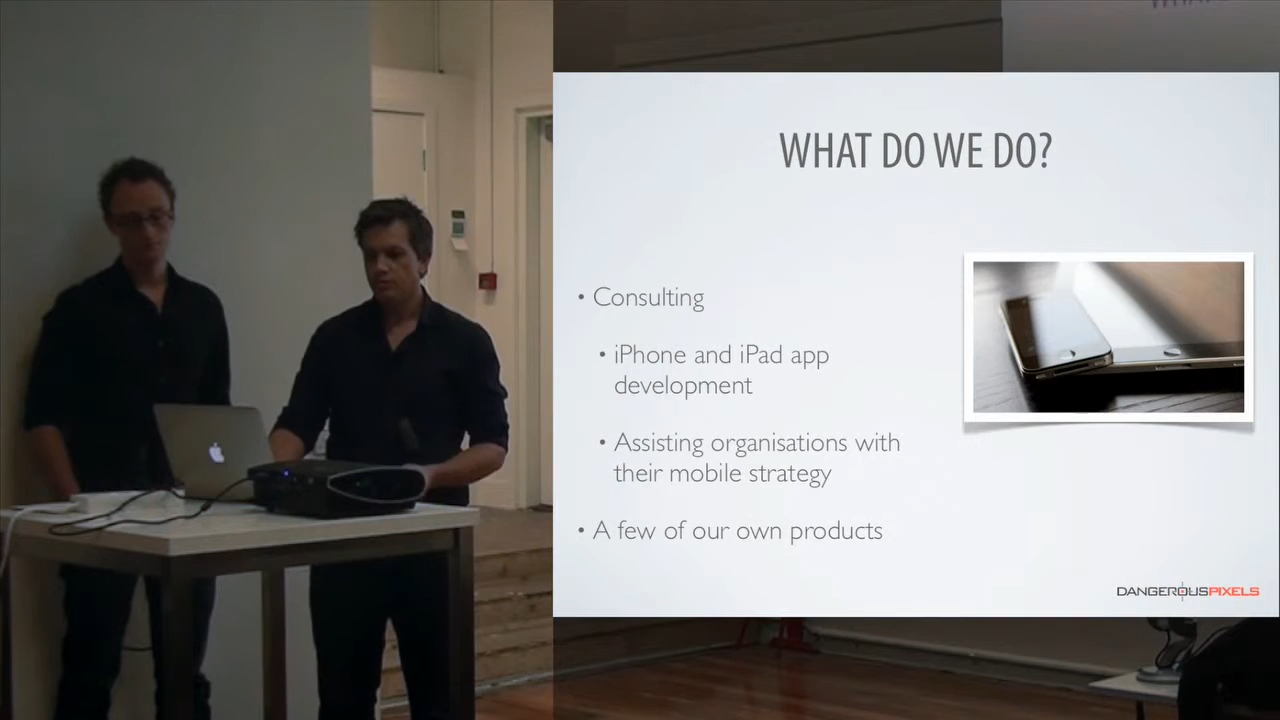 WHAT DO WE DO?
• Consulting
• iPhone and iPad app
development
• Assisting organisations with
their mobile strategy
• A few of our own products
DANGEROUSPIXELS